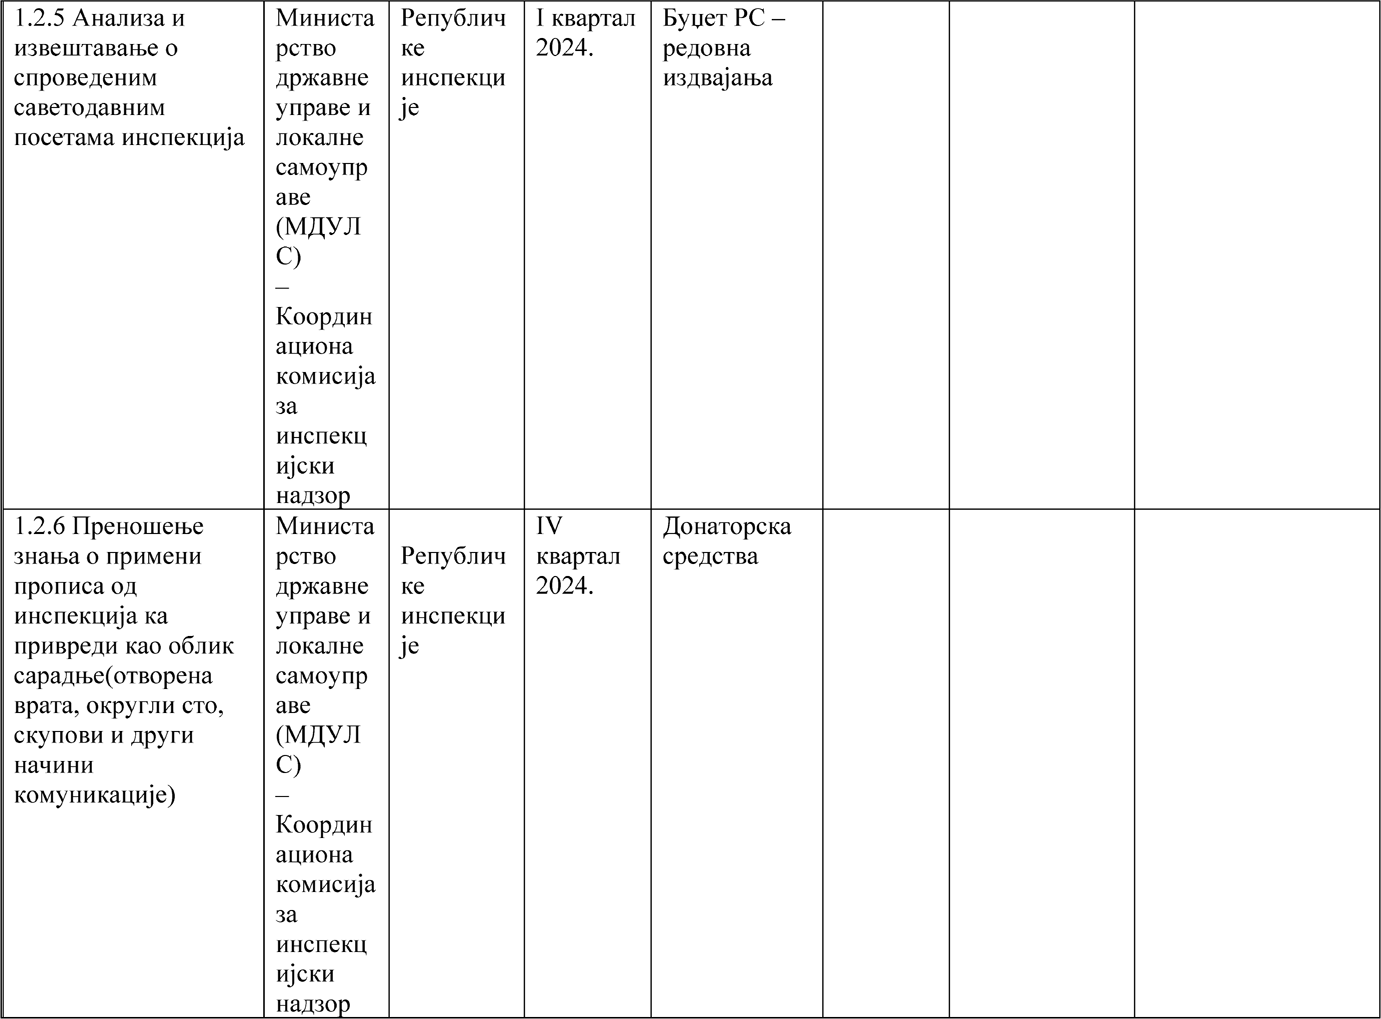 1.2.5 Анализа и
извештавање о
спроведеним
саветодавним
посетама инспекција
Министа
рство
државне
управе и
локалне
самоупр
аве
(МДУЛ
С)
–
Координ
ациона
комисија
за
инспекц
ијски
надзор
Републич
ке
инспекци
је
I квартал
2024.
Буџет РС –
редовна
издвајања
1.2.6 Преношење
знања о примени
прописа од
инспекција ка
привреди као облик
сарадње(отворена
врата, округли сто,
скупови и други
начини
комуникације)
Министа
рство
државне
управе и
локалне
самоупр
аве
(МДУЛ
С)
–
Координ
ациона
комисија
за
инспекц
ијски
надзор
Републич
ке
инспекци
је
IV
квартал
2024.
Донаторска
средства